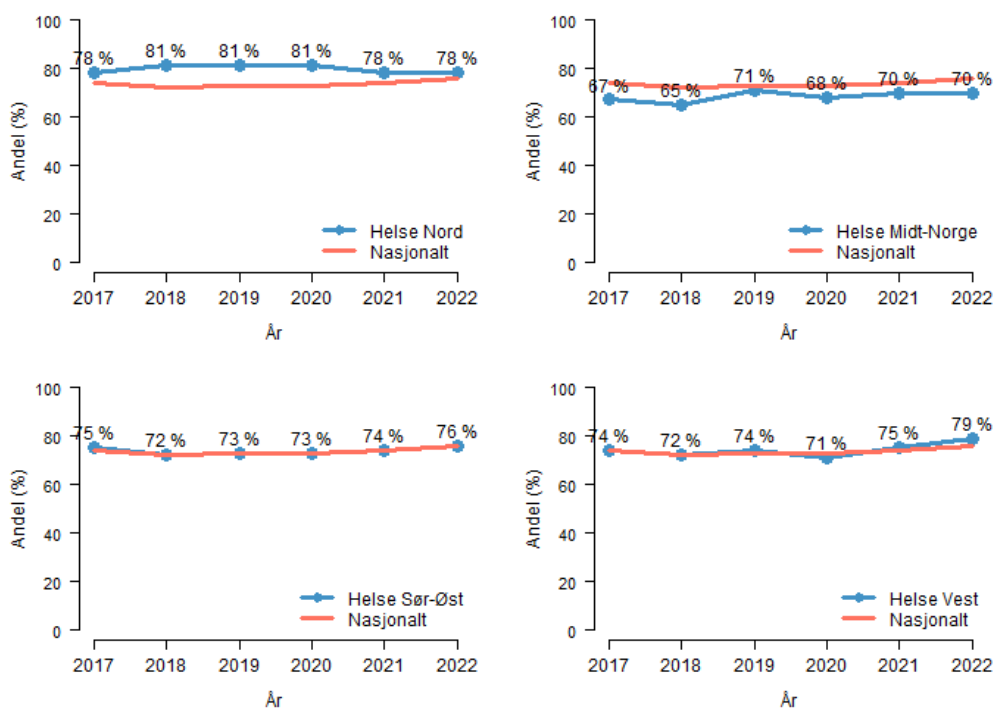 100
80
60
40
20
0
Andel (%)
78 %
81 %
81 %
81 %
78 %
78 %
Helse Nord
Nasjonalt
2017 2018 2019 2020 2021 2022
År
100
80
60
40
20
0
Andel (%)
67 %
65 %
71 %
68 %
70 %
70 %
Helse Midt-Norge
Nasjonalt
2017 2018 2019 2020 2021 2022
År
100
80
60
40
20
0
Andel (%)
75 %
72 %
73 %
73 %
74 %
76 %
Helse Sør-Øst
Nasjonalt
2017 2018 2019 2020 2021 2022
År
100
80
60
40
20
0
Andel (%)
74 %
72 %
74 %
71 %
75 %
79 %
Helse Vest
Nasjonalt
2017 2018 2019 2020 2021 2022
År